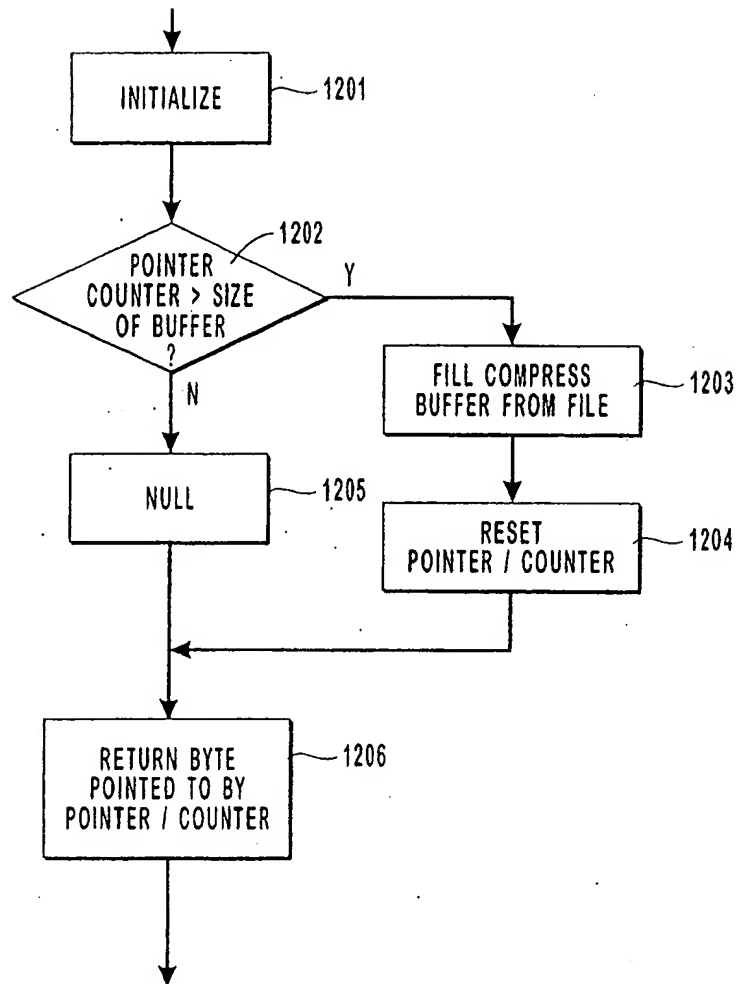 INITIALIZE
1201
1202
POINTER
COUNTER > SIZE
OF BUFFER
?
Y
N
FILL COMPRESS
BUFFER FROM FILE
1203
NULL
1205
RESET
POINTER / COUNTER
1204
RETURN BYTE
POINTED TO BY
POINTER / COUNTER
1206